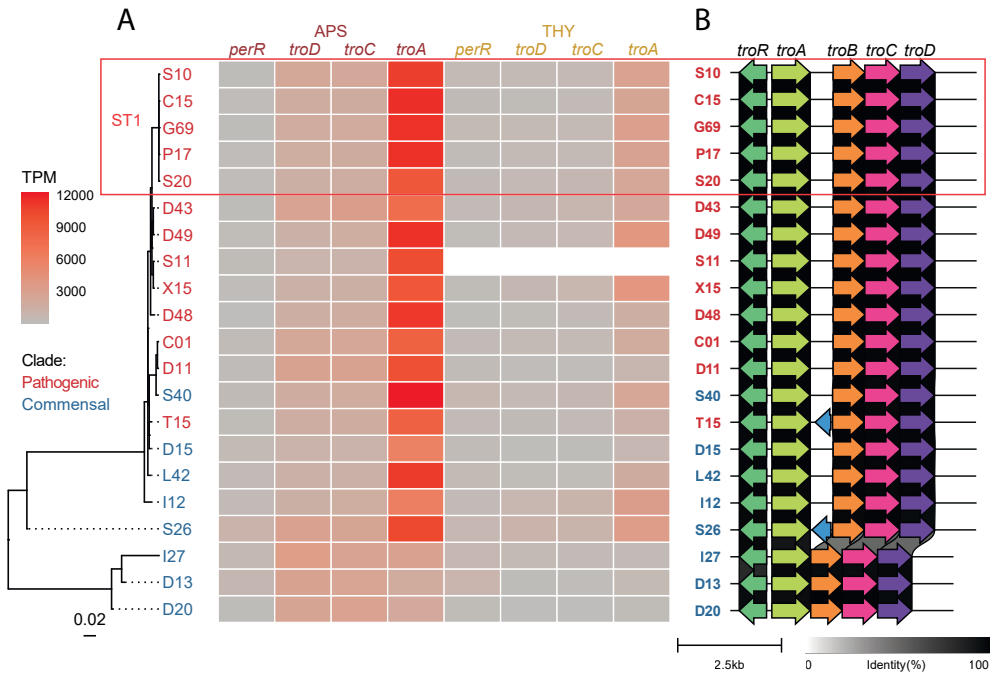 A
B
APS THY
perR troD troC troA perR troD troC troA
troR troA troB troC troD
ST1
S10 S10
C15 C15
G69 G69
P17 P17
S20 S20
D43 D43
D49 D49
S11 S11
X15 X15
D48 D48
C01 C01
D11 D11
S40 S40
T15 T15
D15 D15
L42 L42
I12 I12
S26 S26
I27 I27
D13 D13
D20 D20
TPM
12000
9000
6000
3000
Clade:
Pathogenic
Commensal
0.02
2.5kb
0 Identity(%) 100